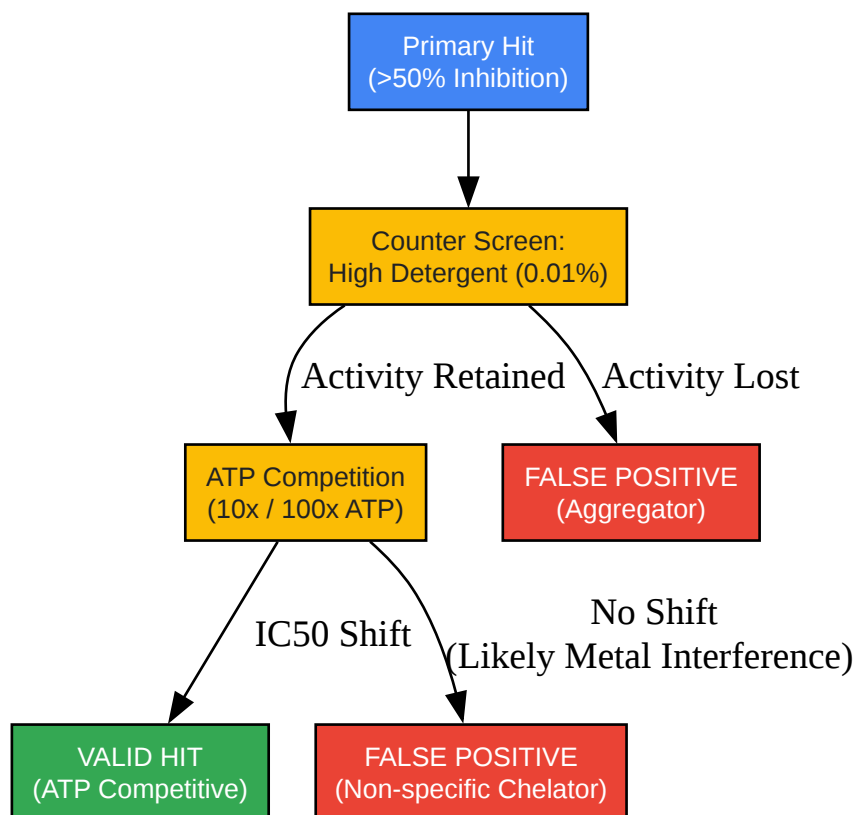 Primary Hit
(>50% Inhibition)
Counter Screen:
High Detergent (0.01%)
Activity Retained
Activity Lost
ATP Competition
(10x / 100x ATP)
FALSE POSITIVE
(Aggregator)
IC50 Shift
No Shift
(Likely Metal Interference)
VALID HIT
(ATP Competitive)
FALSE POSITIVE
(Non-specific Chelator)